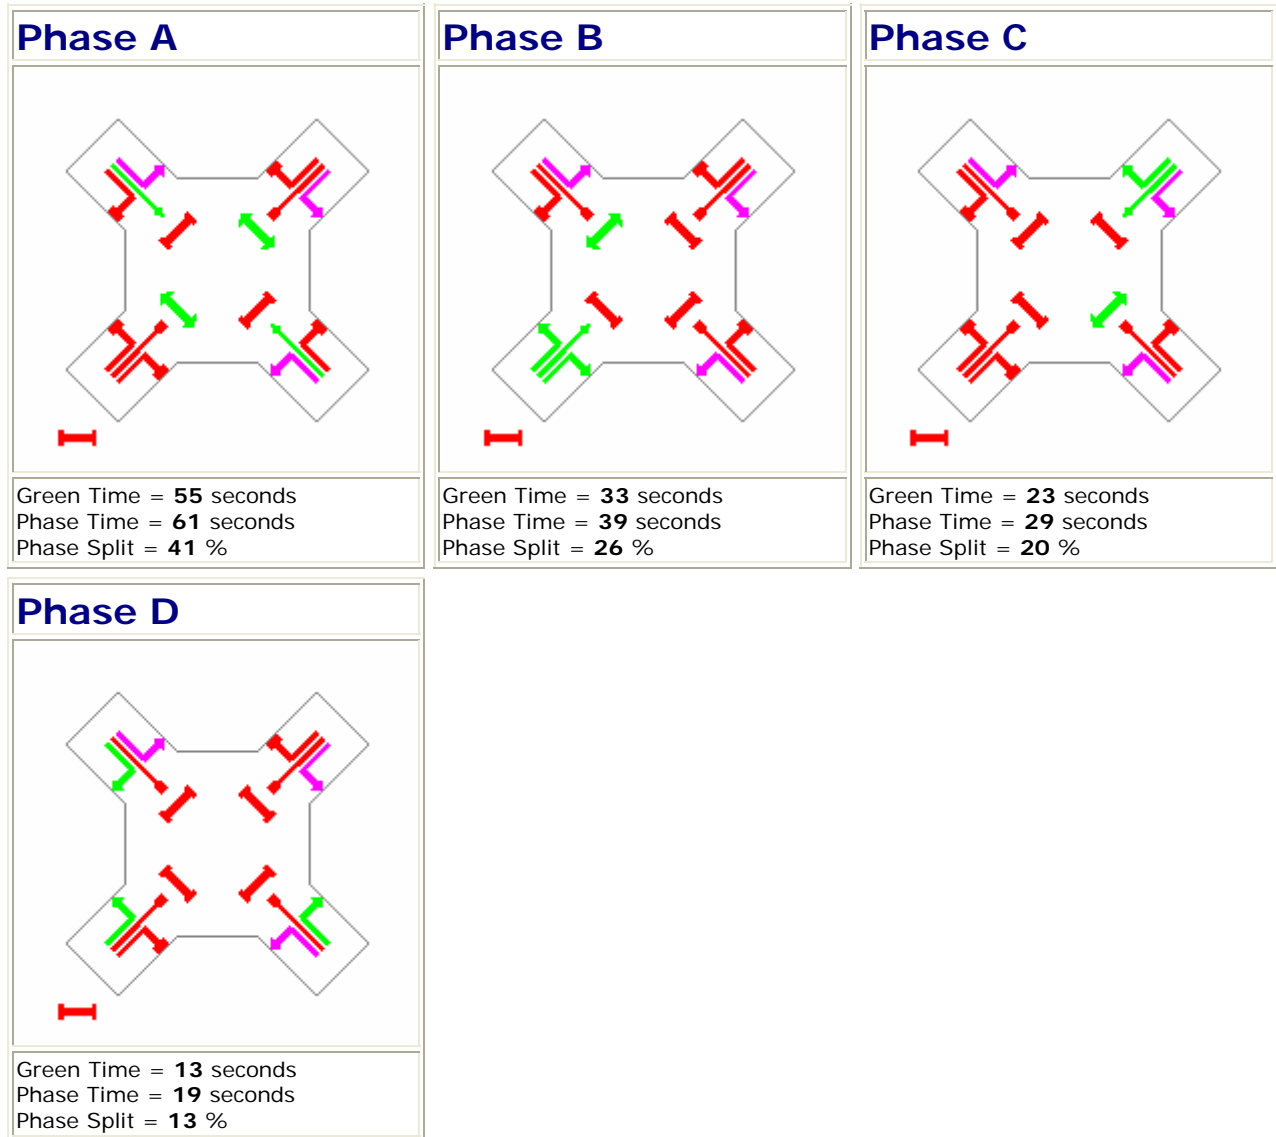 Phase A
Green Time = 55 seconds
Phase Time = 61 seconds
Phase Split = 41 %
Phase B
Green Time = 33 seconds
Phase Time = 39 seconds
Phase Split = 26 %
Phase C
Green Time = 23 seconds
Phase Time = 29 seconds
Phase Split = 20 %
Phase D
Green Time = 13 seconds
Phase Time = 19 seconds
Phase Split = 13 %